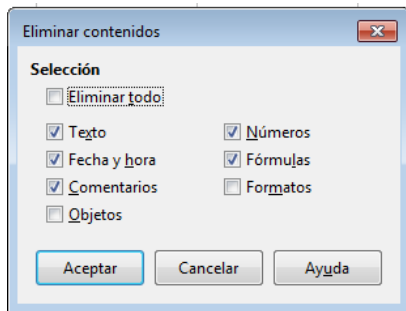 Eliminar contenidos
Selección
Eliminar todo
Texto Números
Fecha y hora Fórmulas
Comentarios Formatos
Objetos
Aceptar Cancelar Ayuda